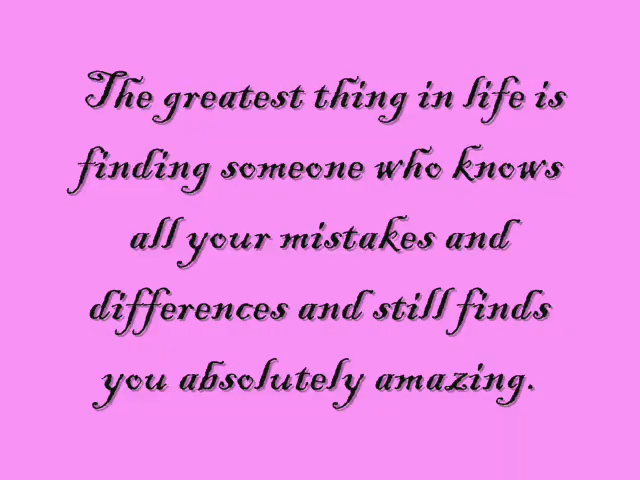 The greatest thing in life is
finding someone who knows
all your mistakes and
differences and still finds
you absolutely amazing.